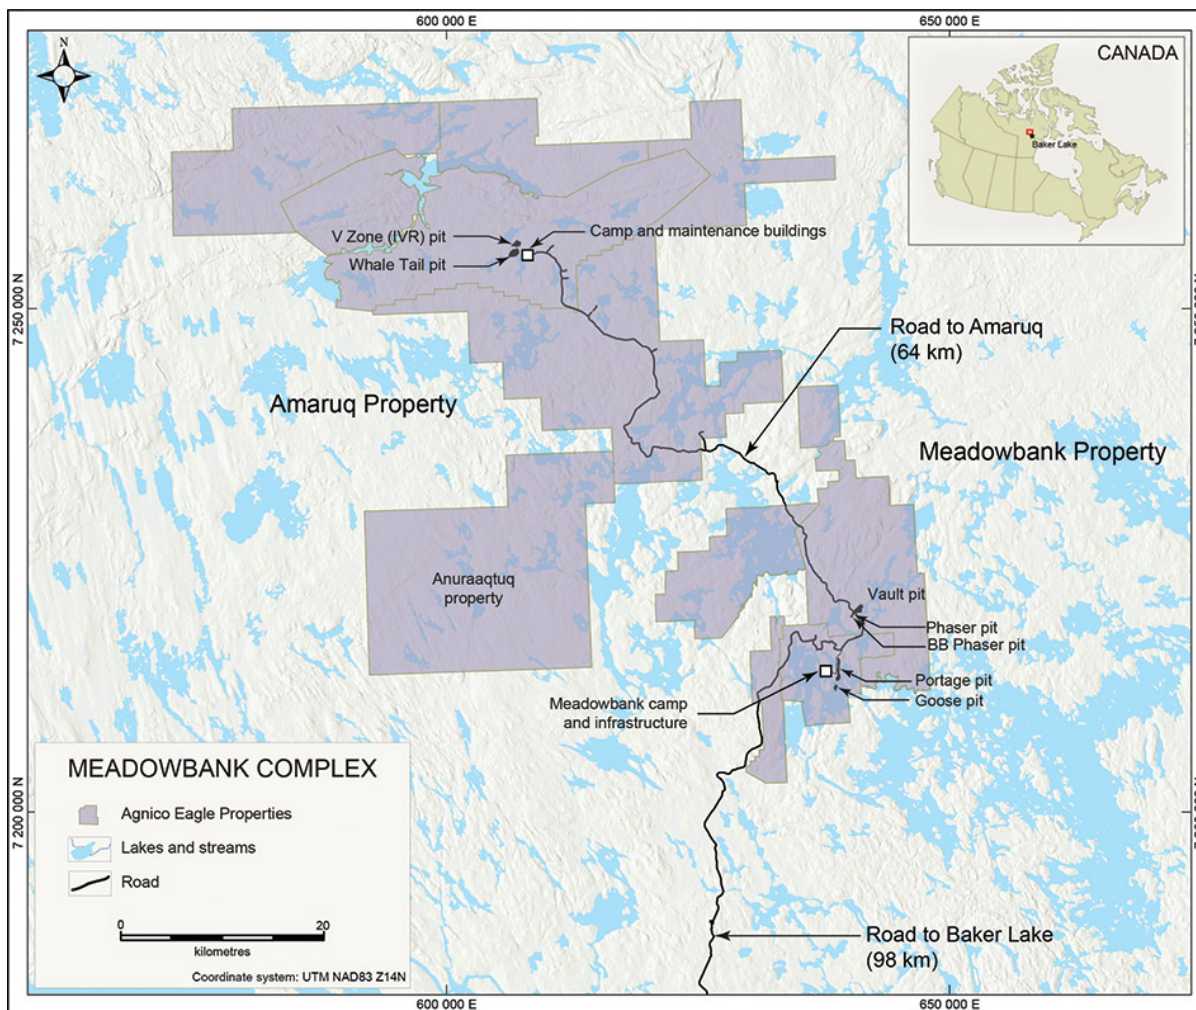 600 000 E
650 000 E
N
CANADA
Baker Lake
V Zone (IVR) pit
Camp and maintenance buildings
Whale Tail pit
7 250 000 N
Road to Amaruq
(64 km)
Amaruq Property
Meadowbank Property
Anuraaqtuq
property
Vault pit
Phaser pit
BB Phaser pit
Portage pit
Meadowbank camp
and infrastructure
Goose pit
MEADOWBANK COMPLEX
Agnico Eagle Properties
7 200 000 N
Lakes and streams
Road
0
20
kilometres
Road to Baker Lake
(98 km)
Coordinate system: UTM NAD83 Z14N
600 000 E
650 000 E